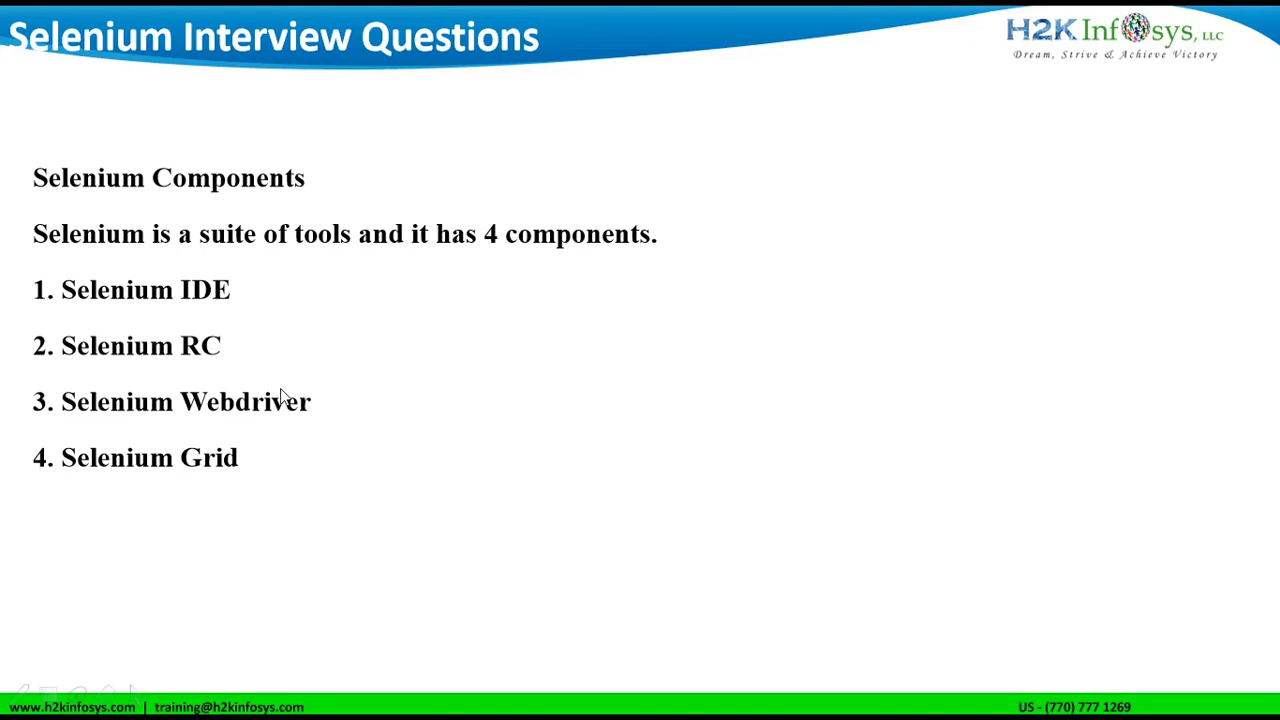 Selenium Interview Questions
H2K Infosys, LLC
Dream, Strive & Achieve Victory
Selenium Components
Selenium is a suite of tools and it has 4 components.
1. Selenium IDE
2. Selenium RC
3. Selenium Webdriver
4. Selenium Grid
www.h2kinfosys.com | training@h2kinfosys.com
US - (770) 777 1269